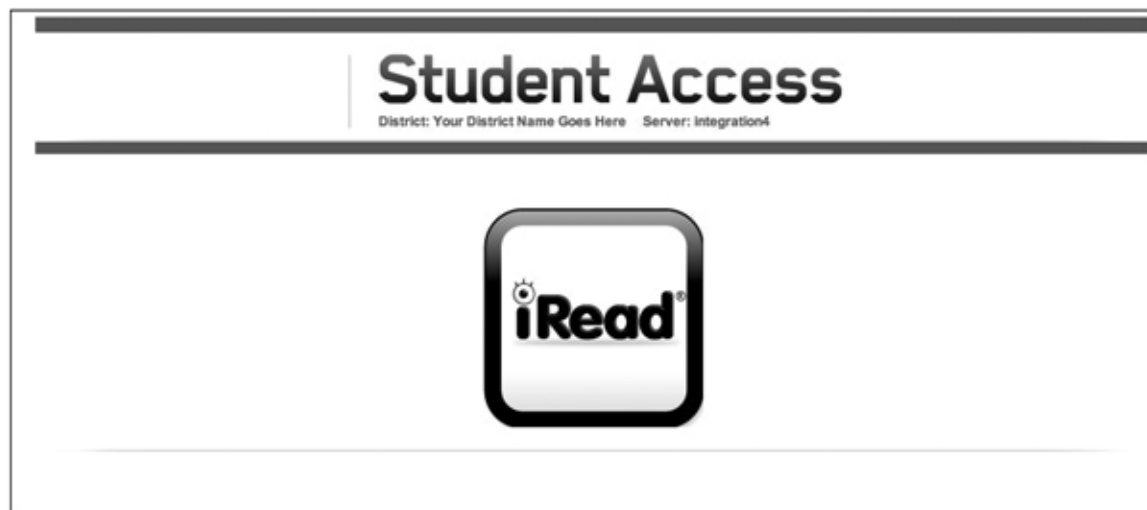 Student Access
District: Your District Name Goes Here Server: integration4
iRead®